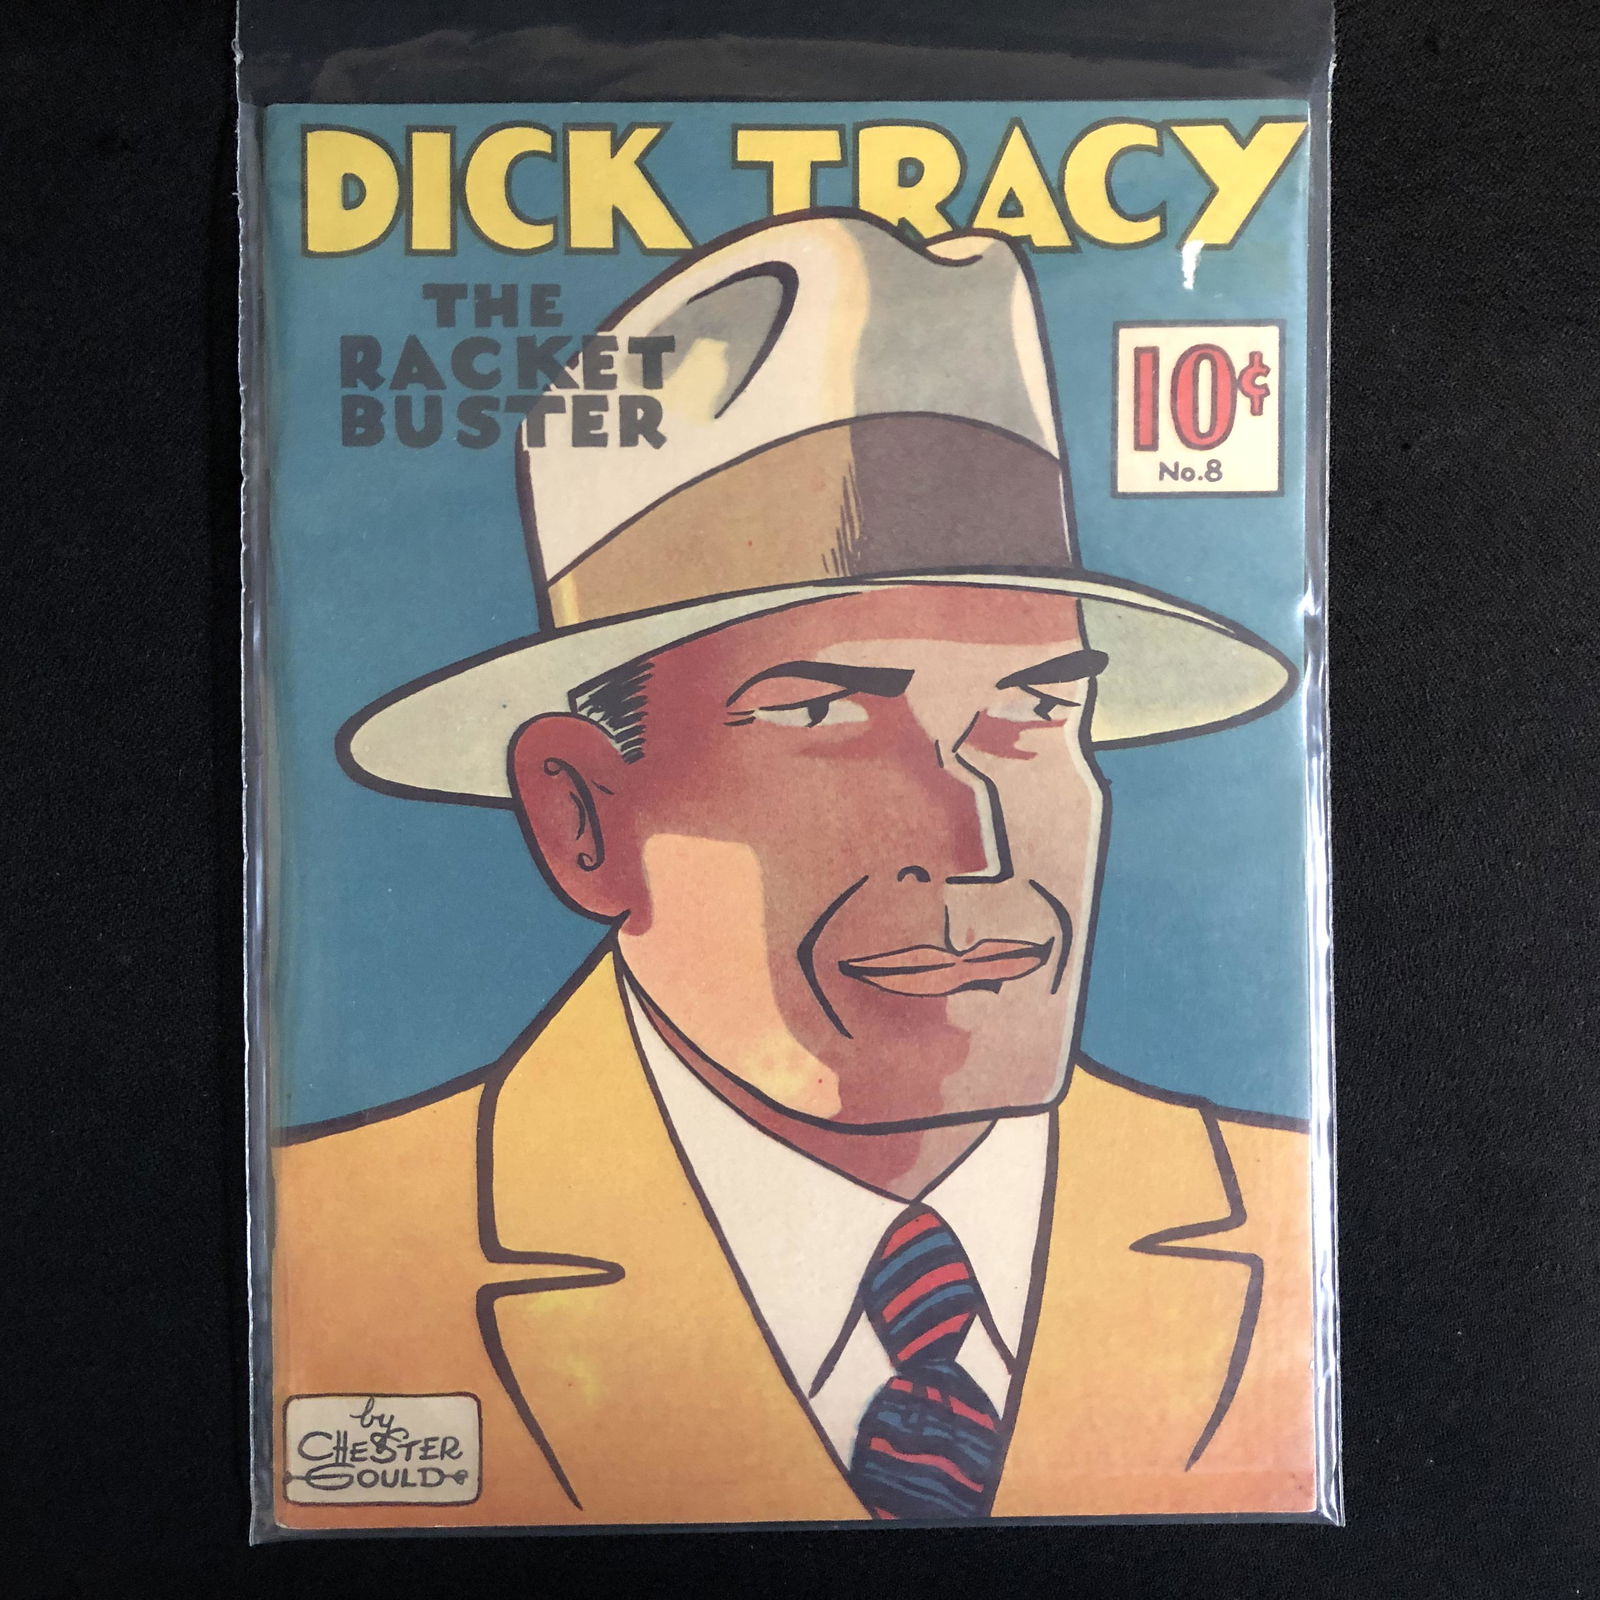 DICK TRACY
THE
RACKET
BUSTER
10¢
No.8
by
CHESTER
GOULD